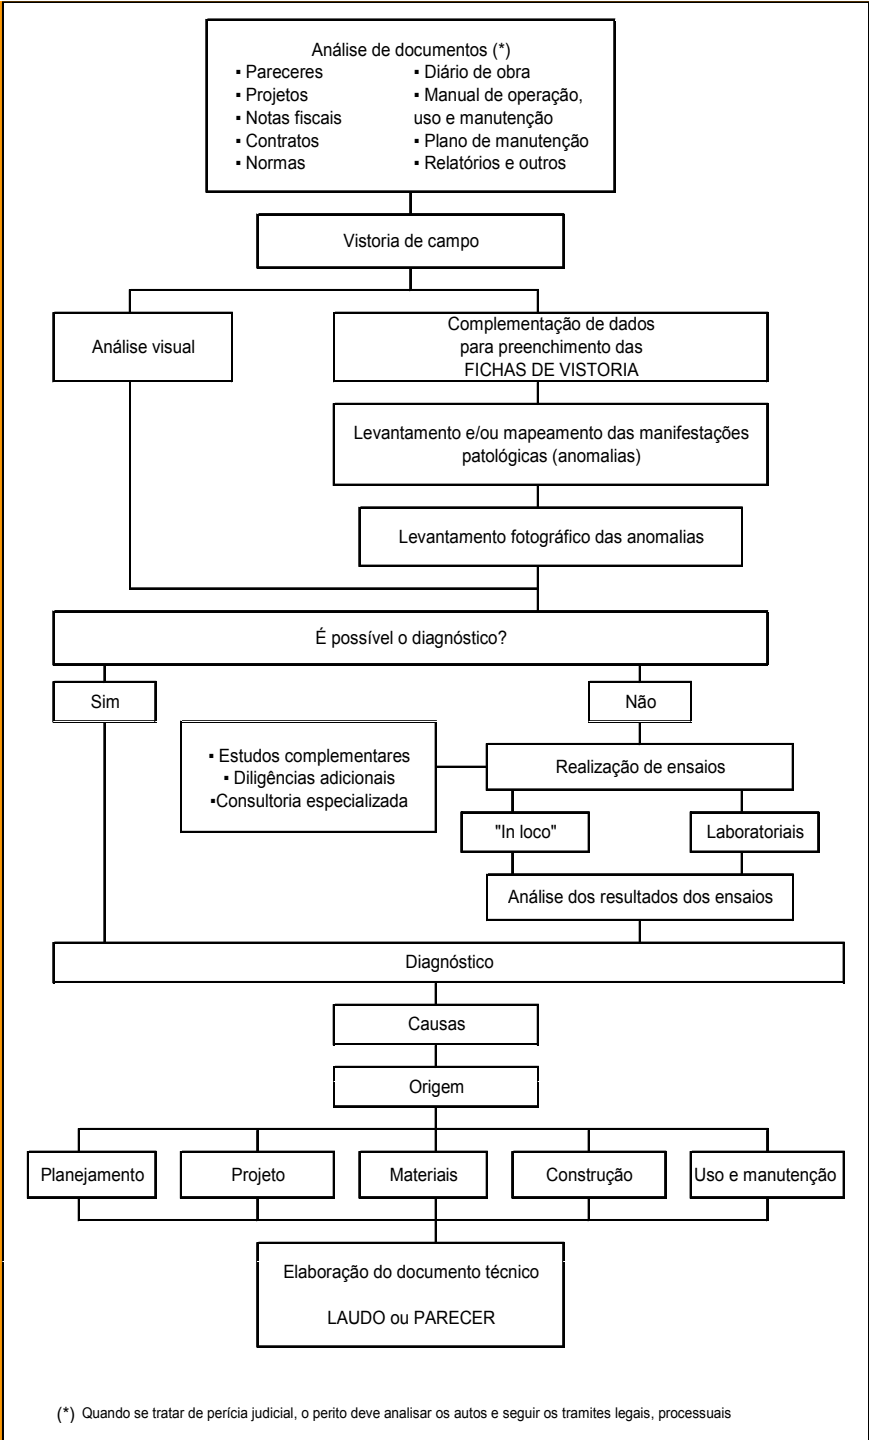 Análise de documentos (*)
▪ Pareceres
▪ Projetos
▪ Notas fiscais
▪ Contratos
▪ Normas
▪ Diário de obra
▪ Manual de operação,
uso e manutenção
▪ Plano de manutenção
▪ Relatórios e outros
Vistoria de campo
Análise visual
Complementação de dados
para preenchimento das
FICHAS DE VISTORIA
Levantamento e/ou mapeamento das manifestações
patológicas (anomalias)
Levantamento fotográfico das anomalias
É possível o diagnóstico?
Sim
Não
▪ Estudos complementares
▪ Diligências adicionais
▪Consultoria especializada
Realização de ensaios
"In loco"
Laboratoriais
Análise dos resultados dos ensaios
Diagnóstico
Causas
Origem
Planejamento
Projeto
Materiais
Construção
Uso e manutenção
Elaboração do documento técnico
LAUDO ou PARECER
(*) Quando se tratar de perícia judicial, o perito deve analisar os autos e seguir os tramites legais, processuais